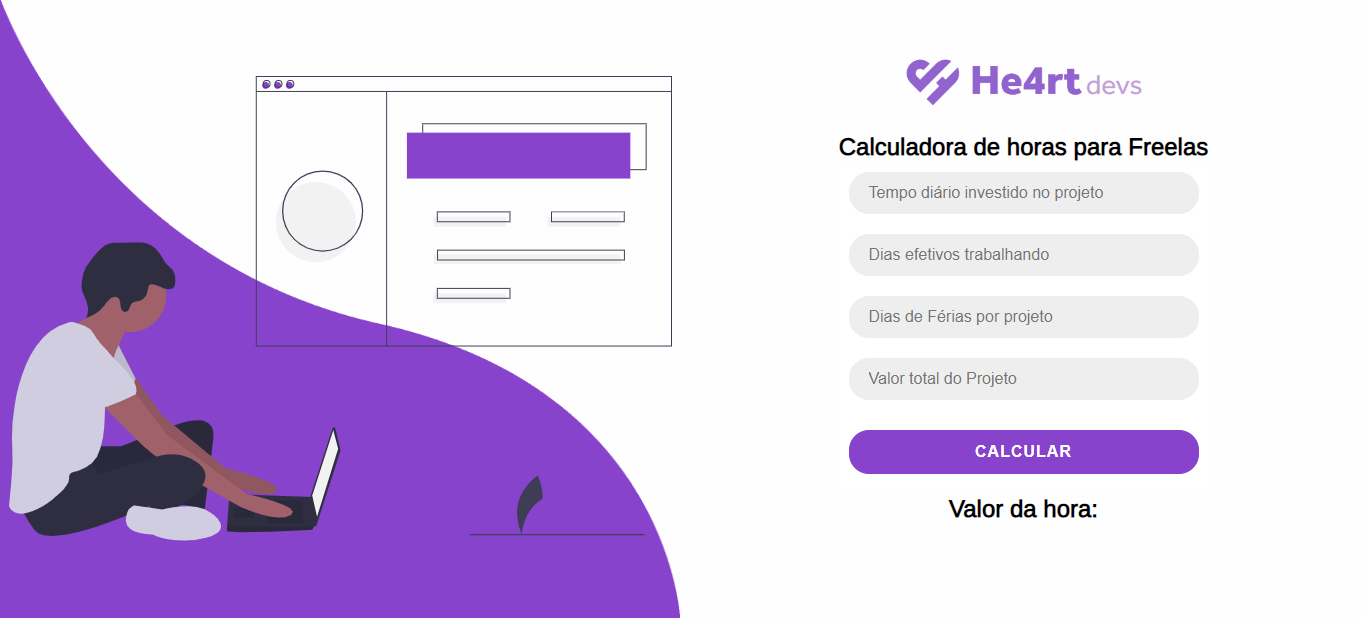 He4rt devs
Calculadora de horas para Freelas
Tempo diário investido no projeto
Dias efetivos trabalhando
Dias de Férias por projeto
Valor total do Projeto
CALCULAR
Valor da hora: